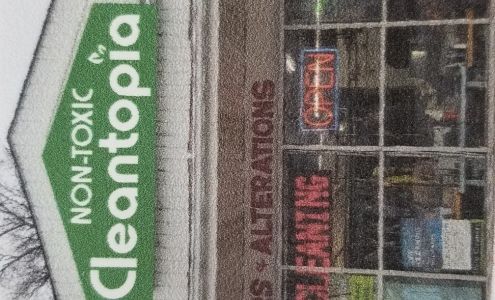 NON-TOXIC
Cleantopia
S • ALTERATIONS
OPEN
CLEANING